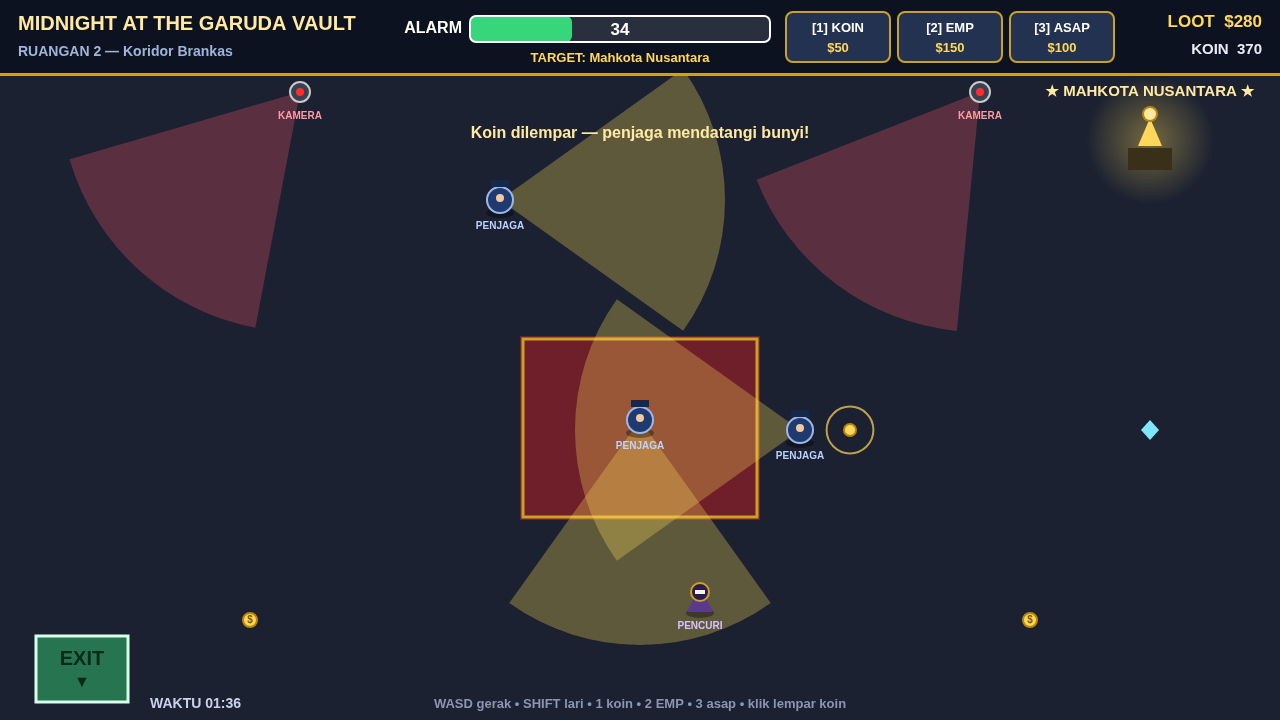 MIDNIGHT AT THE GARUDA VAULT
RUANGAN 2 — Koridor Brankas
ALARM
34
TARGET: Mahkota Nusantara
[1] KOIN
$50
[2] EMP
$150
[3] ASAP
$100
LOOT $280
KOIN 370
KAMERA
KAMERA
★ MAHKOTA NUSANTARA ★
Koin dilempar — penjaga mendatangi bunyi!
PENJAGA
PENJAGA
PENJAGA
PENCURI
$
$
EXIT
▼
WAKTU 01:36
WASD gerak • SHIFT lari • 1 koin • 2 EMP • 3 asap • klik lempar koin